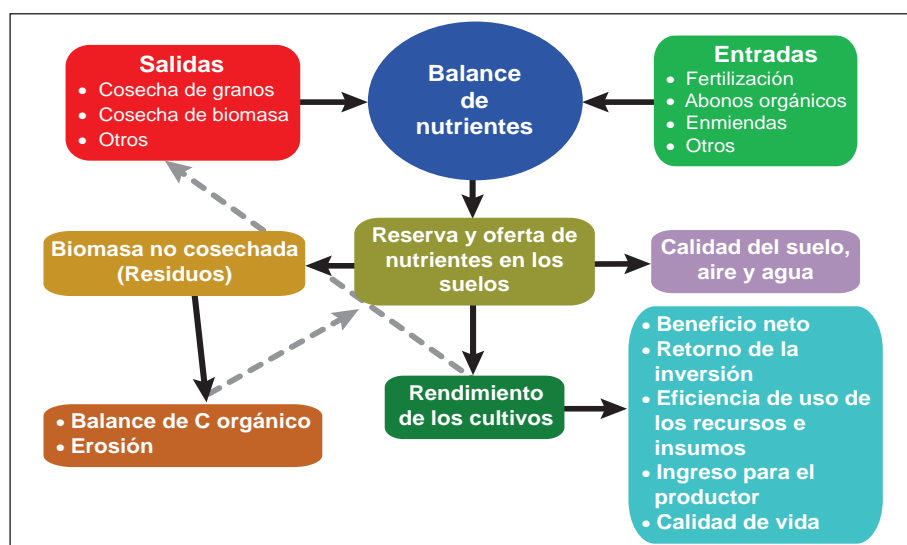 Salidas
• Cosecha de granos
• Cosecha de biomasa
• Otros
Balance
de
nutrientes
Entradas
• Fertilización
• Abonos orgánicos
• Enmiendas
• Otros
Biomasa no cosechada
(Residuos)
Reserva y oferta de
nutrientes en los
suelos
Calidad del suelo,
aire y agua
• Balance de C orgánico
• Erosión
Rendimiento
de los cultivos
• Beneficio neto
• Retorno de la
inversión
• Eficiencia de uso de
los recursos e
insumos
• Ingreso para el
productor
• Calidad de vida